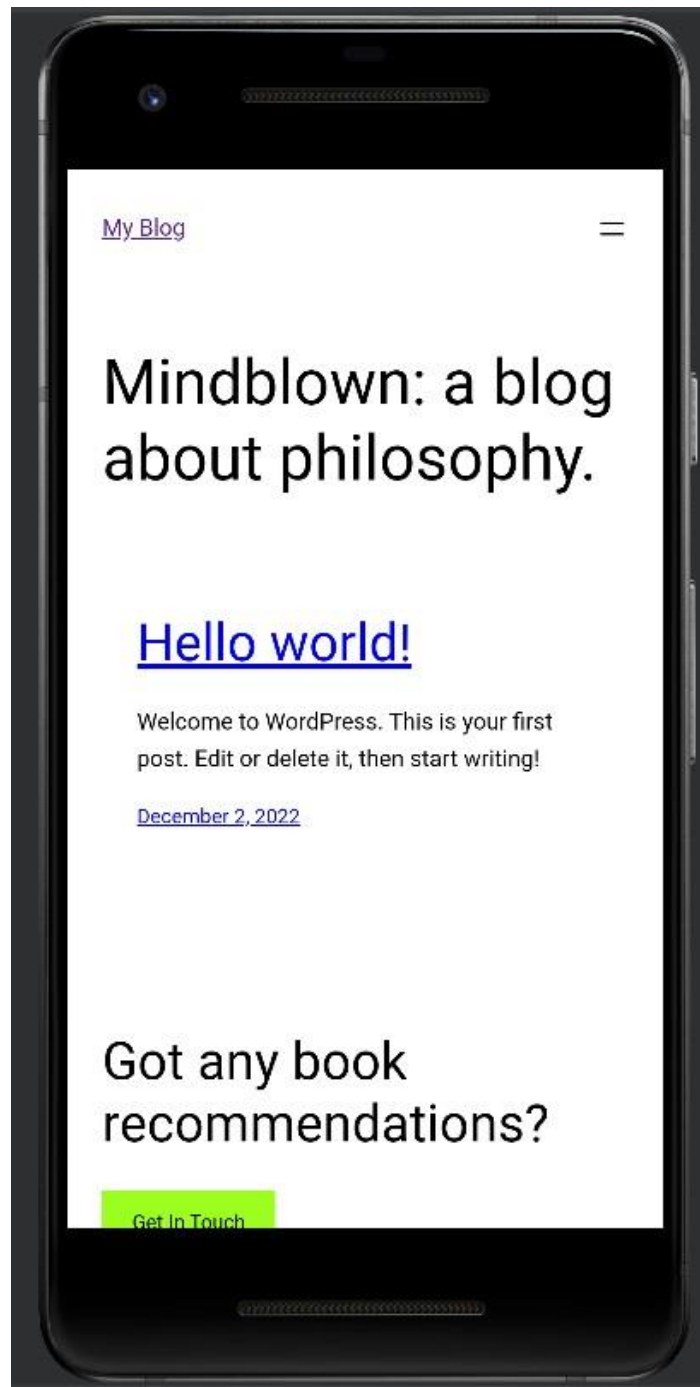 My Blog
Mindblown: a blog
about philosophy.
Hello world!
Welcome to WordPress. This is your first
post. Edit or delete it, then start writing!
December 2, 2022
Got any book
recommendations?
Get In Touch